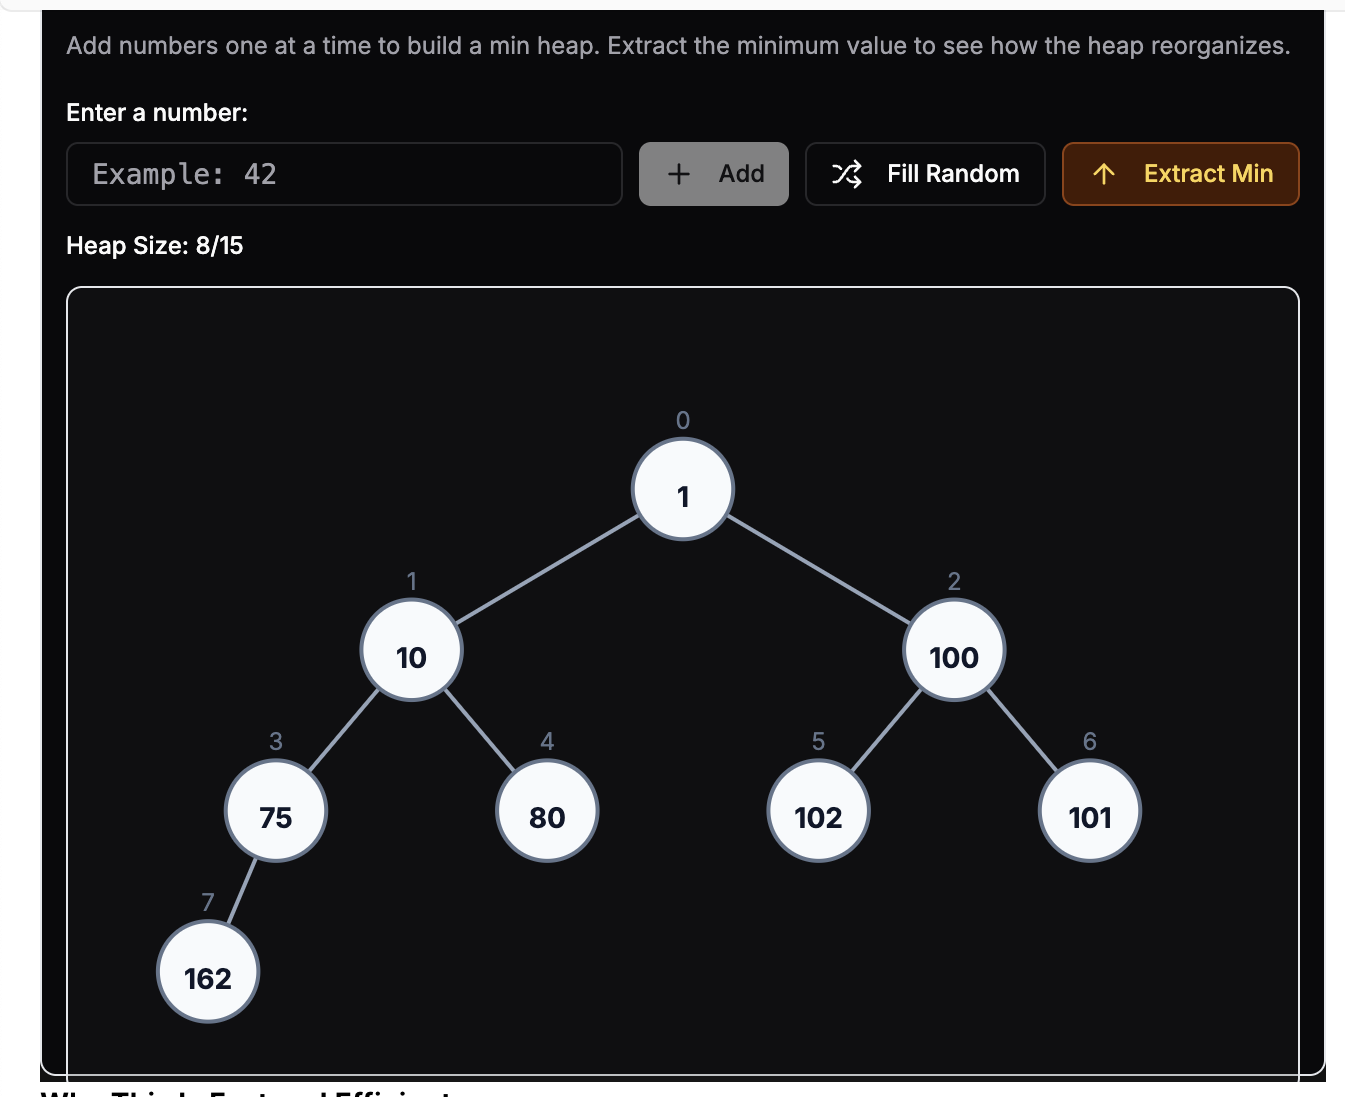 Add numbers one at a time to build a min heap. Extract the minimum value to see how the heap reorganizes.
Enter a number:
Example: 42
Add
Fill Random
Extract Min
Heap Size: 8/15
0
1
1
2
10
100
3
4
5
6
75
80
102
101
7
162